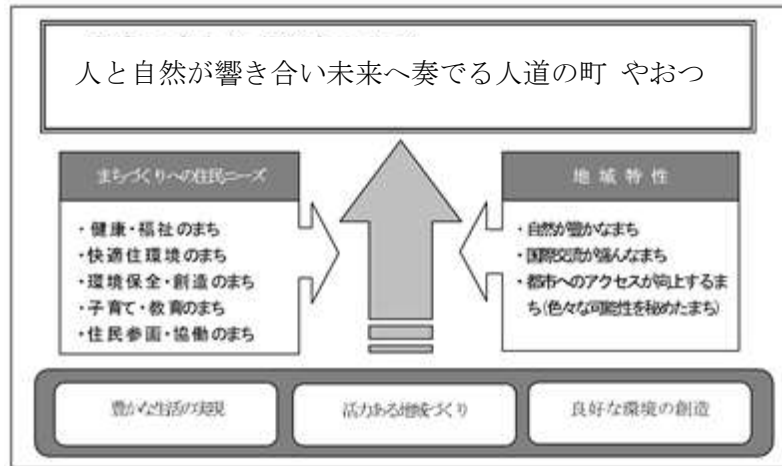 人と自然が響き合い未来へ奏でる人道の町 やおつ
まちづくりへの住民ニーズ
・健康・福祉のまち
・快適住環境のまち
・環境保全・創造のまち
・子育て・教育のまち
・住民参画・協働のまち
地域特性
・自然が豊かなまち
・国際交流が盛んなまち
・都市へのアクセスが向上するま
ち(色々な可能性を秘めたまち)
豊かな生活の実現
活力ある地域づくり
良好な環境の創造